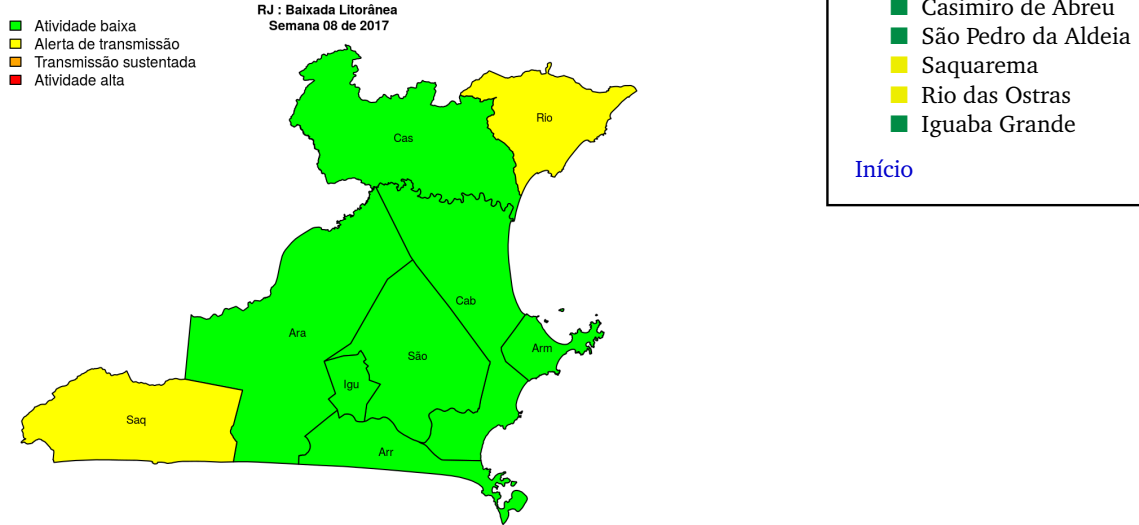 RJ : Baixada Litorânea
Semana 08 de 2017
Atividade baixa
Alerta de transmissão
Transmissão sustentada
Atividade alta
Rio
Cas
Cab
Ara
Arm
São
Igu
Saq
Arr
Casimiro de Abreu
São Pedro da Aldeia
Saquarema
Rio das Ostras
Iguaba Grande
Início